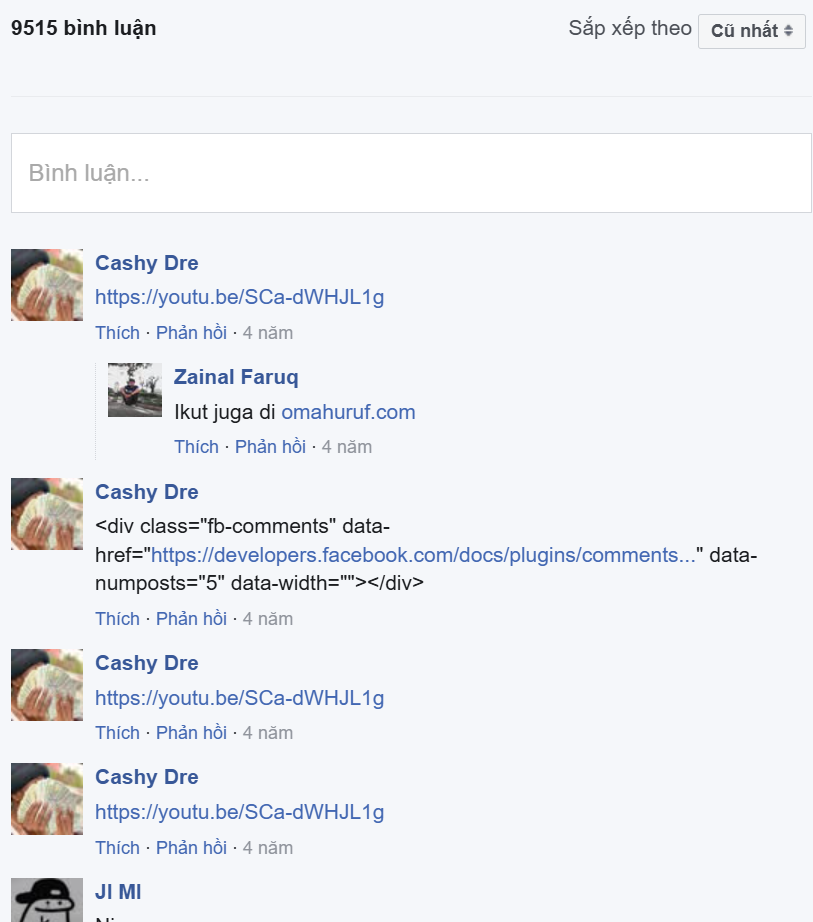 9515 bình luận
Sắp xếp theo Cũ nhất
Bình luận...
Cashy Dre
https://youtu.be/SCa-dWHJL1g
Thích · Phản hồi · 4 năm
Zainal Faruq
Ikut juga di omahuruf.com
Thích · Phản hồi · 4 năm
Cashy Dre
<div class="fb-comments" data-
href="https://developers.facebook.com/docs/plugins/comments..." data-
numposts="5" data-width=""></div>
Thích · Phản hồi · 4 năm
Cashy Dre
https://youtu.be/SCa-dWHJL1g
Thích · Phản hồi · 4 năm
Cashy Dre
https://youtu.be/SCa-dWHJL1g
Thích · Phản hồi · 4 năm
JI MI